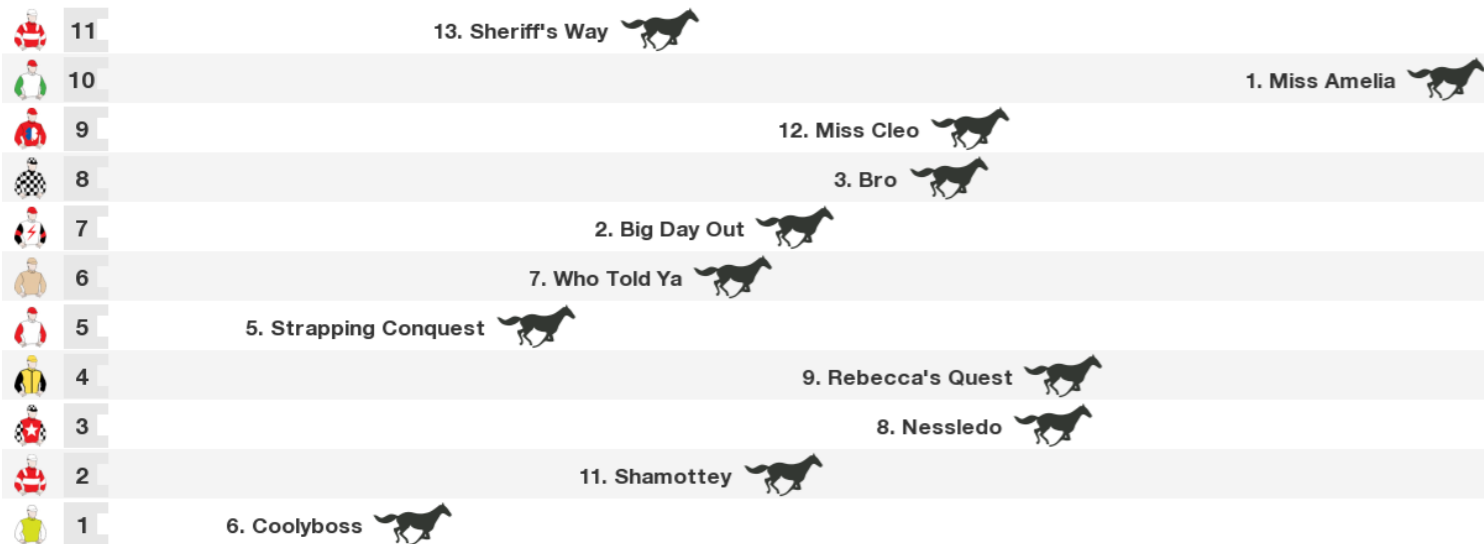 11 13. Sheriff's Way
10 1. Miss Amelia
9 12. Miss Cleo
8 3. Bro
7 2. Big Day Out
6 7. Who Told Ya
5 5. Strapping Conquest
4 9. Rebecca's Quest
3 8. Nessledo
2 11. Shamottey
1 6. Coolyboss